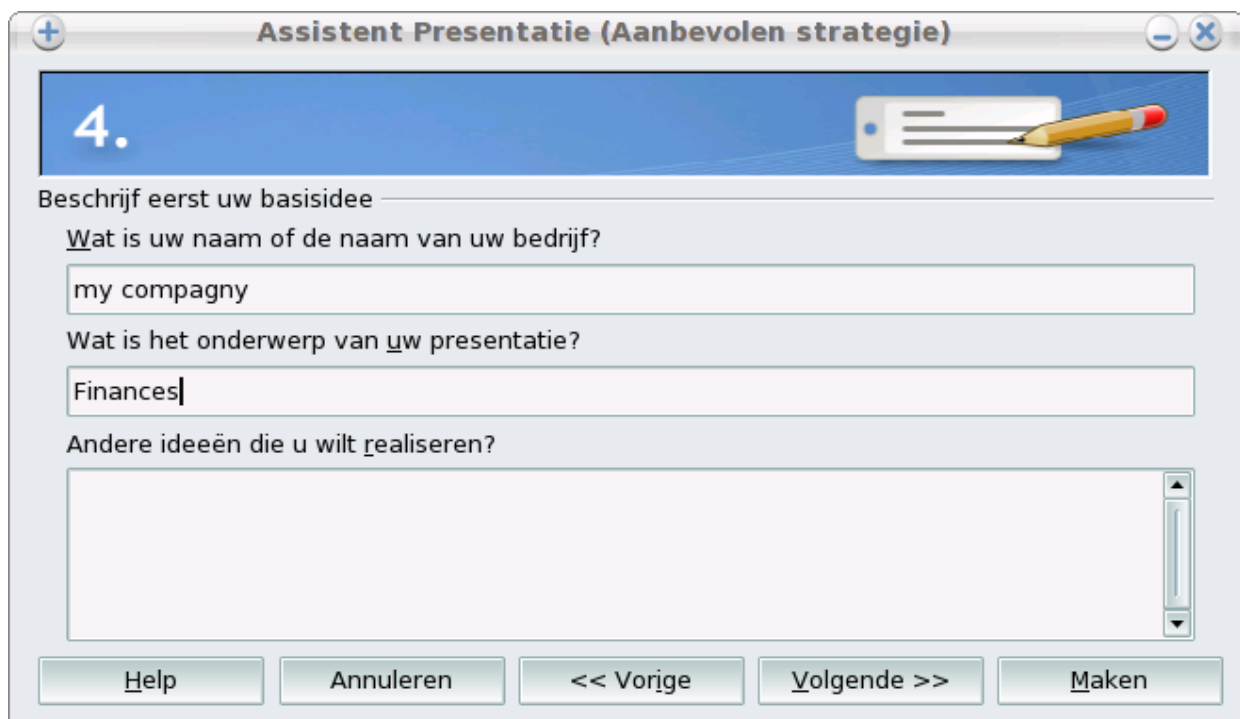 Assistent Presentatie (Aanbevolen strategie)
4.
Beschrijf eerst uw basisidee
Wat is uw naam of de naam van uw bedrijf?
my compagny
Wat is het onderwerp van uw presentatie?
Finances
Andere ideeën die u wilt realiseren?
Help Annuleren << Vorige Volgende >> Maken